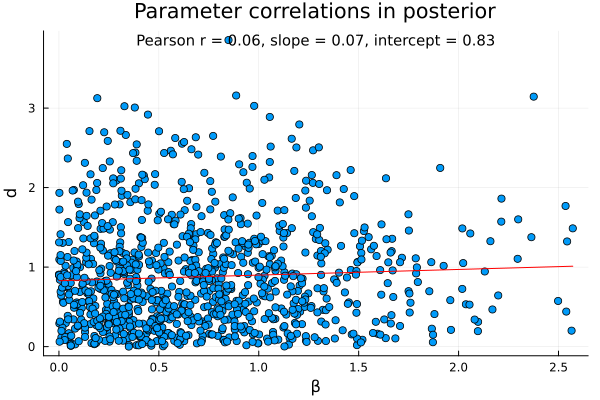 Parameter correlations in posterior
Pearson r = 0.06, slope = 0.07, intercept = 0.83
3
2
1
0
d
0.0 0.5 1.0 1.5 2.0 2.5
β